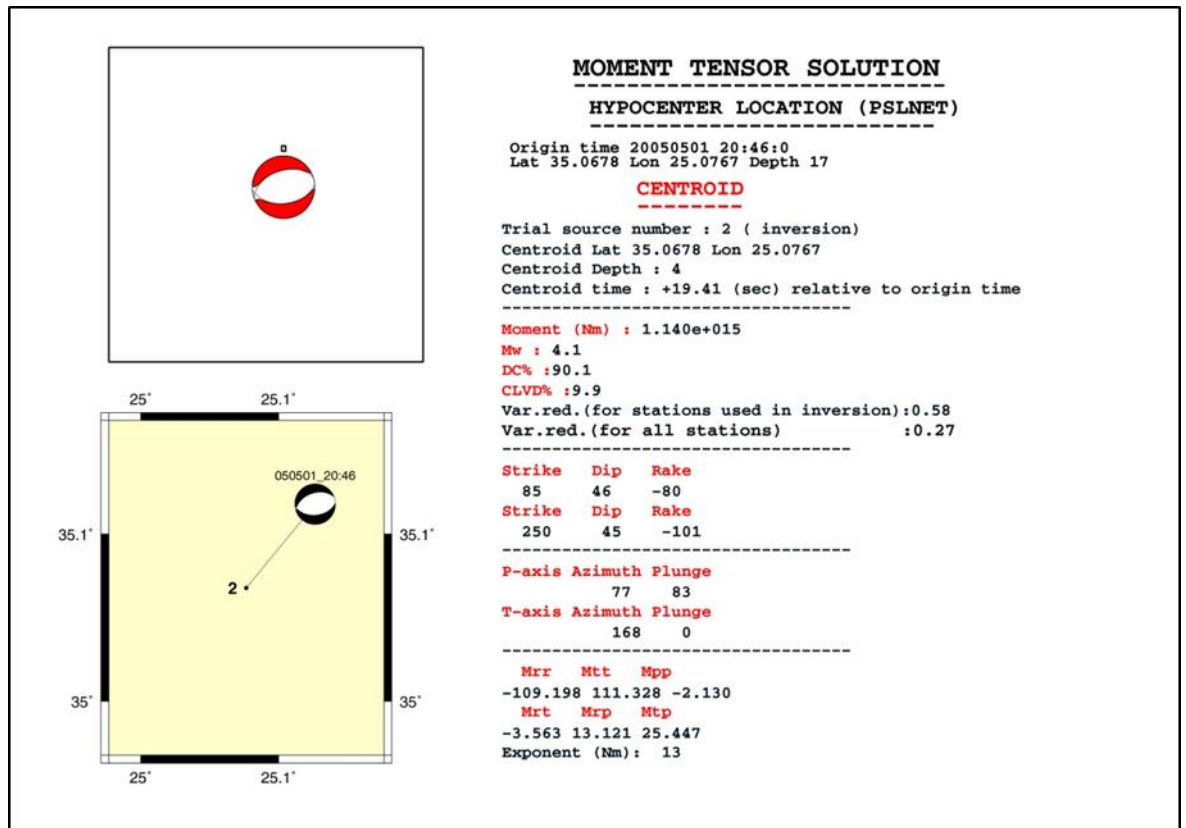 MOMENT TENSOR SOLUTION
HYPOCENTER LOCATION (PSLNET)
Origin time 20050501 20:46:0
Lat 35.0678 Lon 25.0767 Depth 17
CENTROID
Trial source number : 2 ( inversion)
Centroid Lat 35.0678 Lon 25.0767
Centroid Depth : 4
Centroid time : +19.41 (sec) relative to origin time
-----------------------------------
Moment (Nm) : 1.140e+015
Mw : 4.1
DC% :90.1
CLVD% :9.9
Var.red.(for stations used in inversion):0.58
Var.red.(for all stations) :0.27
-----------------------------------
Strike Dip Rake
85 46 -80
Strike Dip Rake
250 45 -101
-----------------------------------
P-axis Azimuth Plunge
77 83
T-axis Azimuth Plunge
168 0
-----------------------------------
Mrr Mtt Mpp
-109.198 111.328 -2.130
Mrt Mrp Mtp
-3.563 13.121 25.447
Exponent (Nm): 13
25° 25.1°
050501_20:46
35.1° 35.1°
2
35° 35°
25° 25.1°